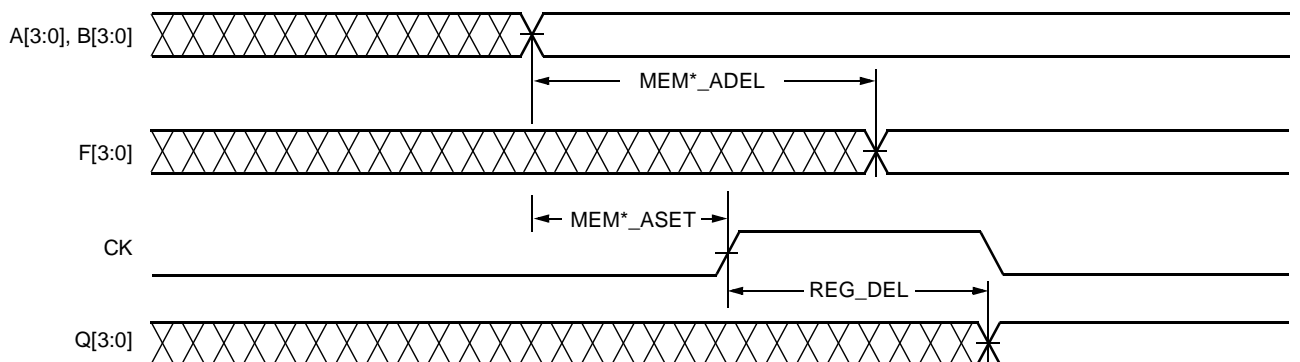 A[3:0], B[3:0]
MEM*_ADEL
F[3:0]
MEM*_ASET
CK
REG_DEL
Q[3:0]